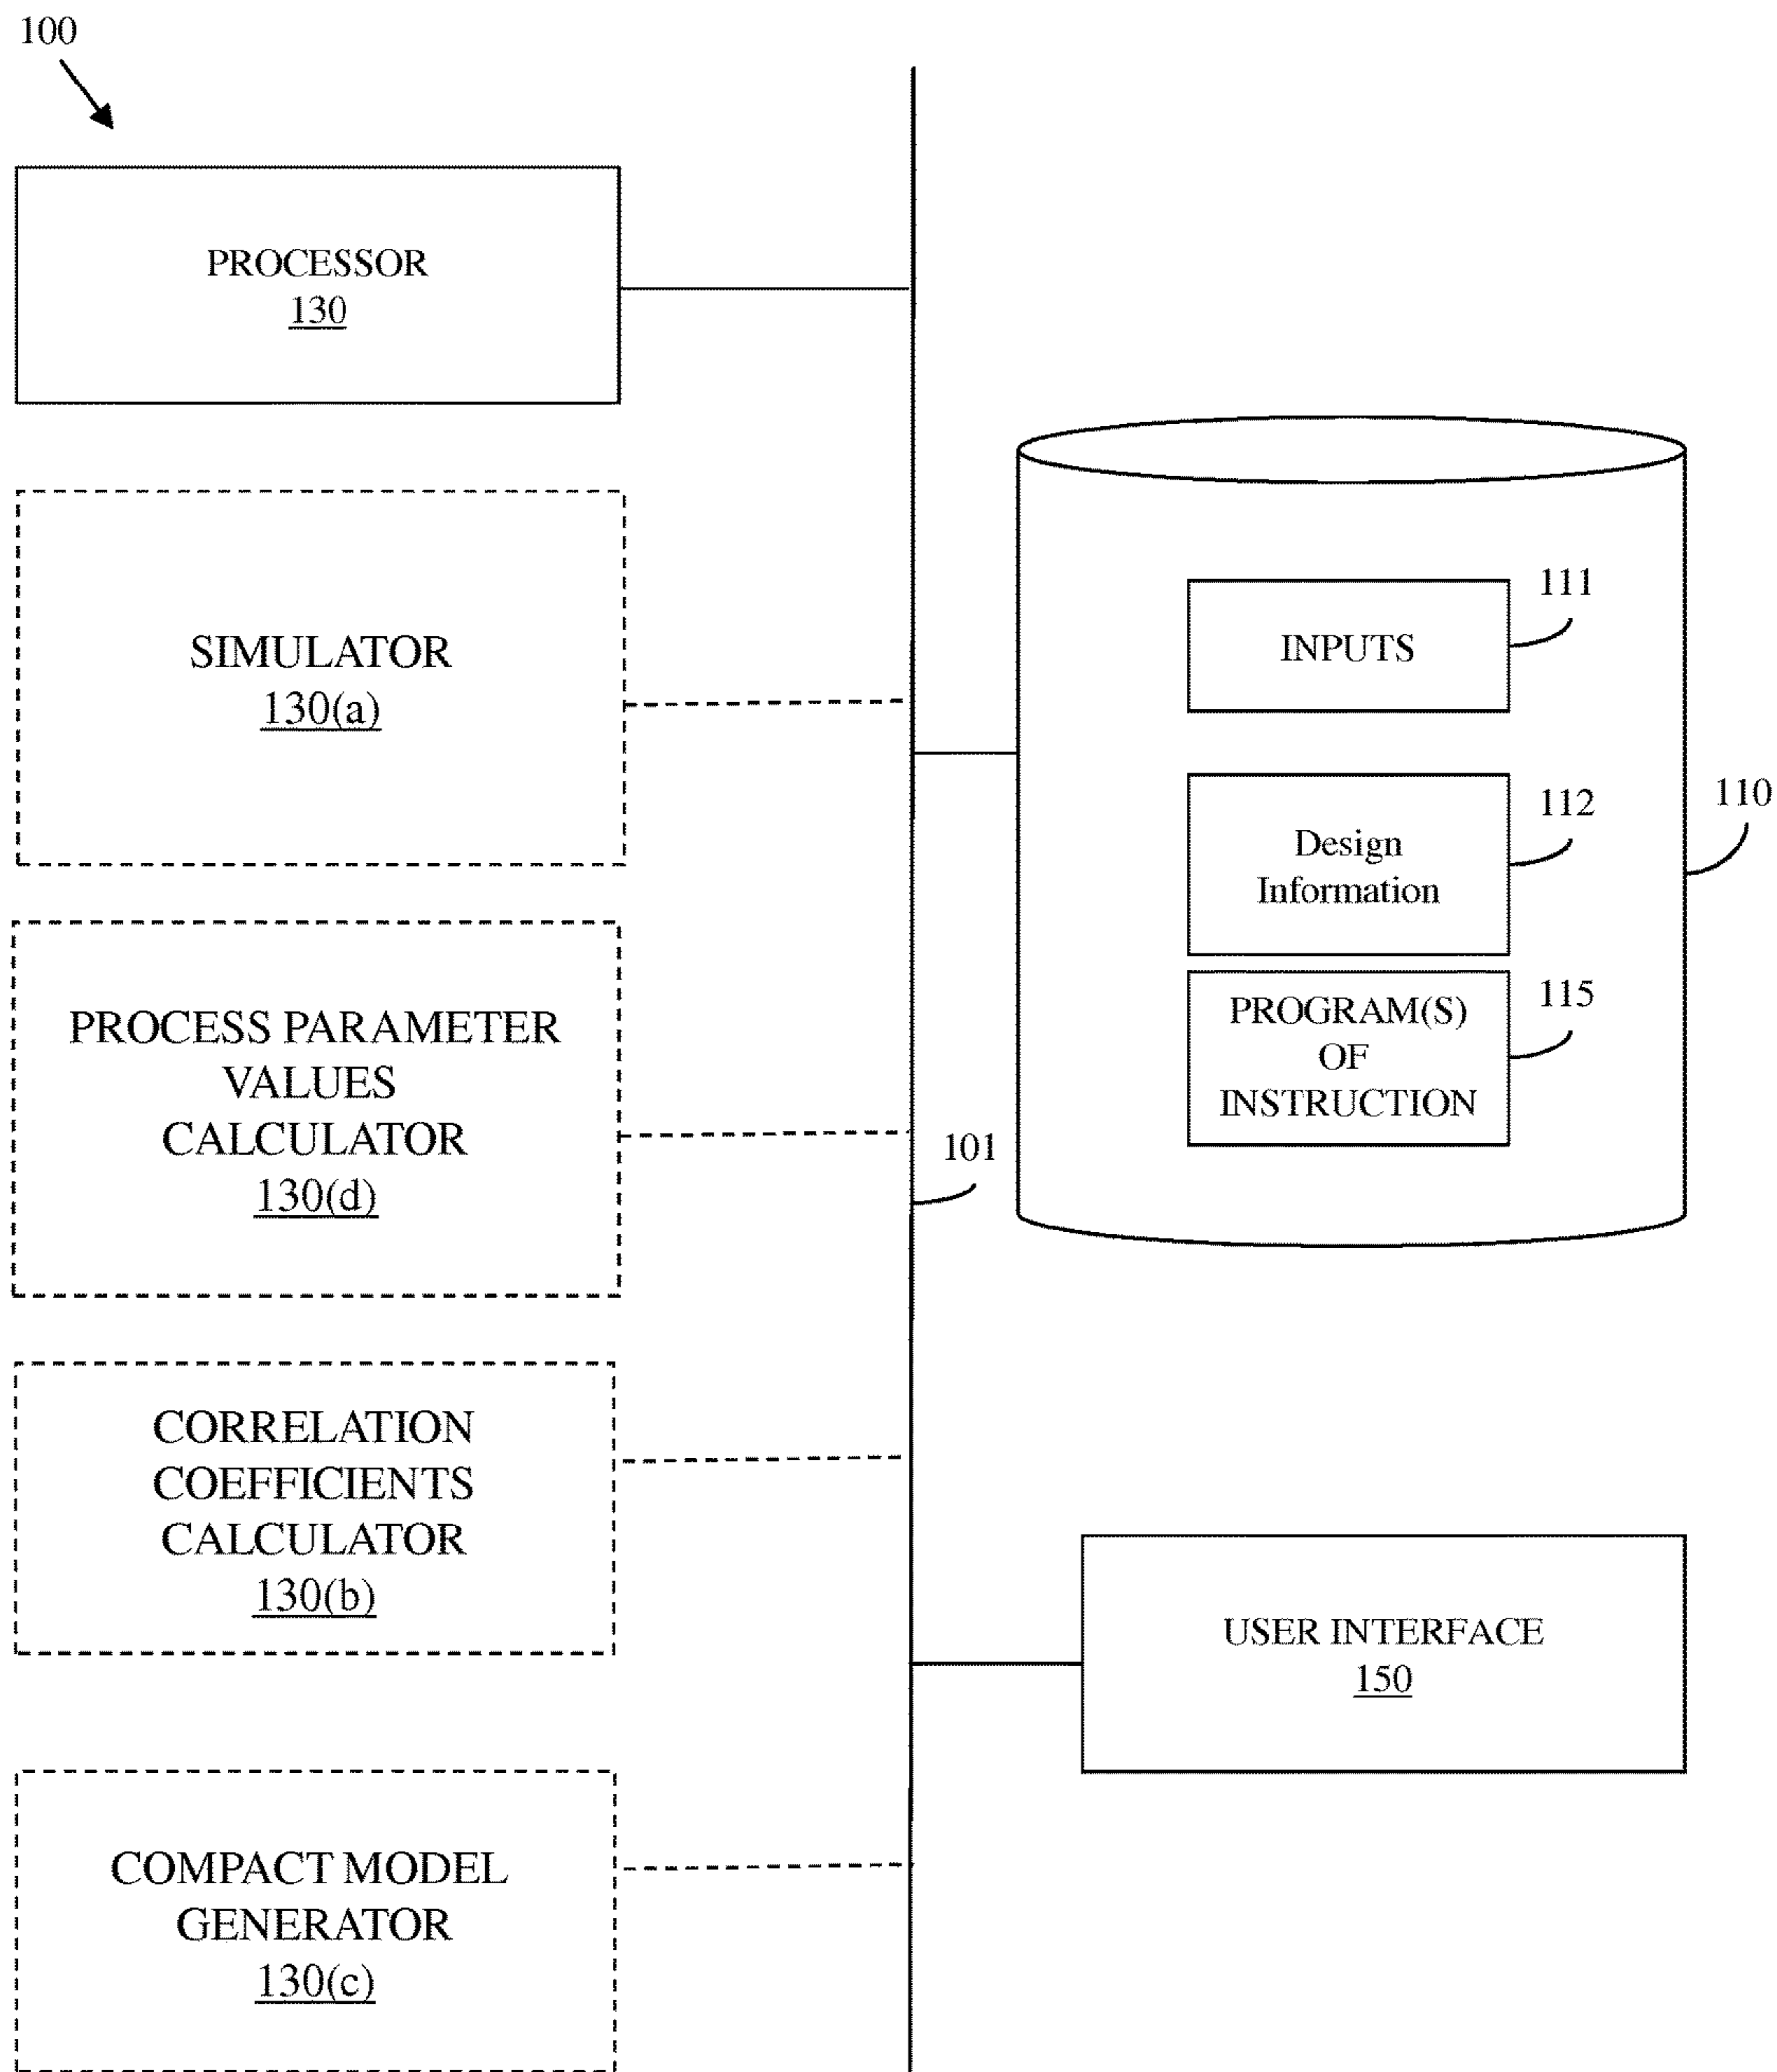 100
PROCESSOR
130
SIMULATOR
130(a)
PROCESS PARAMETER
VALUES
CALCULATOR
130(d)
CORRELATION
COEFFICIENTS
CALCULATOR
130(b)
COMPACT MODEL
GENERATOR
130(c)
101
INPUTS
111
Design
Information
112
PROGRAM(S)
OF
INSTRUCTION
115
110
USER INTERFACE
150